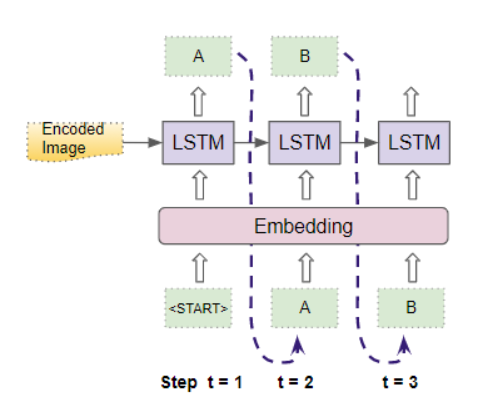 A
B
Encoded
Image
LSTM
LSTM
LSTM
Embedding
<START>
A
B
Step t = 1
t = 2
t = 3